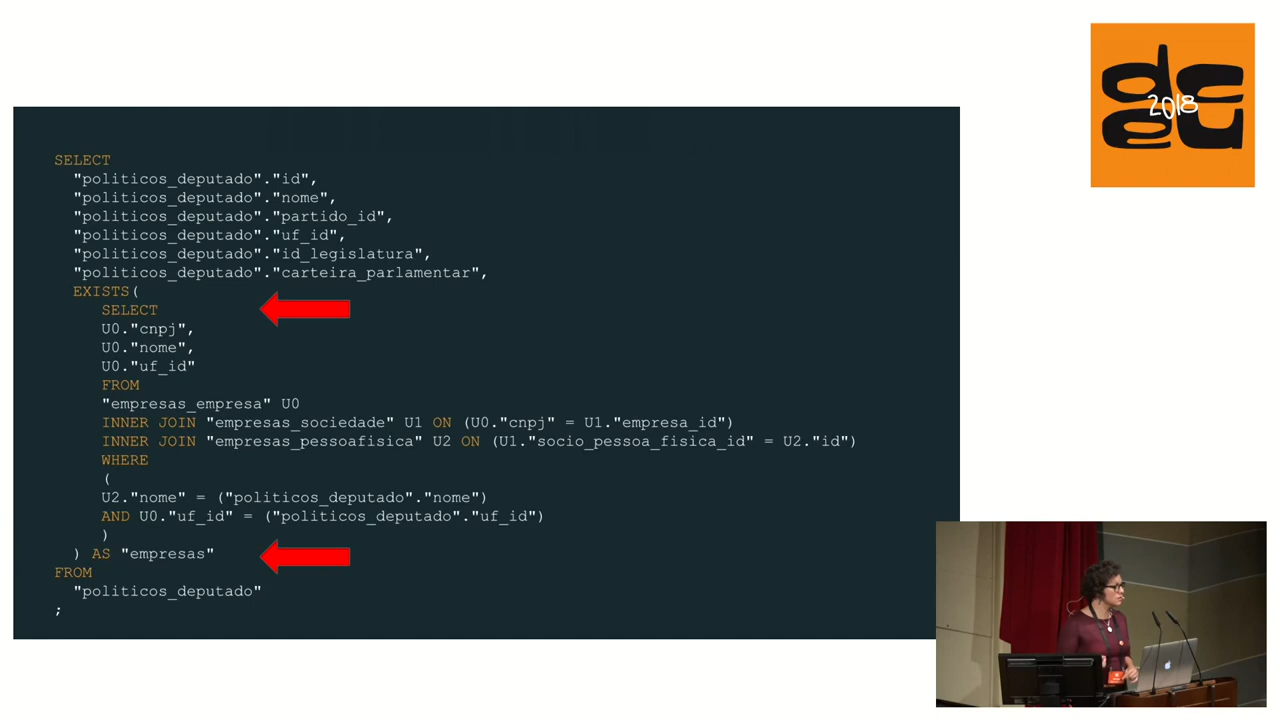 SELECT
"politicos_deputado"."id",
"politicos_deputado"."nome",
"politicos_deputado"."partido_id",
"politicos_deputado"."uf_id",
"politicos_deputado"."id_legislatura",
"politicos_deputado"."carteira_parlamentar",
EXISTS(
SELECT
U0."cnpj",
U0."nome",
U0."uf_id"
FROM
"empresas_empresa" U0
INNER JOIN "empresas_sociedade" U1 ON (U0."cnpj" = U1."empresa_id")
INNER JOIN "empresas_pessoafisica" U2 ON (U1."socio_pessoa_fisica_id" = U2."id")
WHERE
(
U2."nome" = ("politicos_deputado"."nome")
AND U0."uf_id" = ("politicos_deputado"."uf_id")
)
) AS "empresas"
FROM
"politicos_deputado"
;
dc
2018
eu